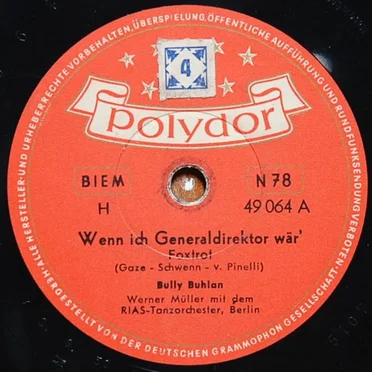 ALLE HERSTELLER- UND URHEBERRECHTE VORBEHALTEN, ÜBERSPIELUNG, ÖFFENTLICHE AUFFÜHRUNG UND RUNDFUNKSENDUNG VERBOTEN-
4
Polydor
BIEM N 78
H 49 064 A
Wenn ich Generaldirektor wär'
Foxtrot
(Gaze - Schwenn - v. Pinelli)
Bully Buhlan
Werner Müller mit dem
RIAS-Tanzorchester, Berlin
HERGESTELLT VON DER DEUTSCHEN GRAMMOPHON GESELLSCHAFT